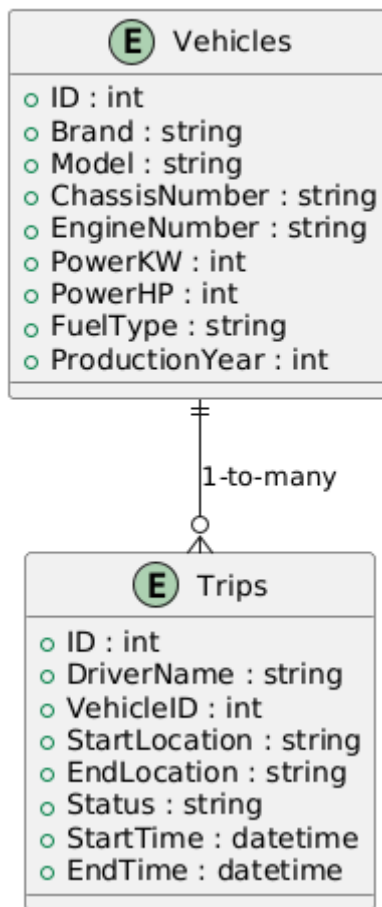 E Vehicles
ID : int
Brand : string
Model : string
ChassisNumber : string
EngineNumber : string
PowerKW : int
PowerHP : int
FuelType : string
ProductionYear : int
1-to-many
E Trips
ID : int
DriverName : string
VehicleID : int
StartLocation : string
EndLocation : string
Status : string
StartTime : datetime
EndTime : datetime